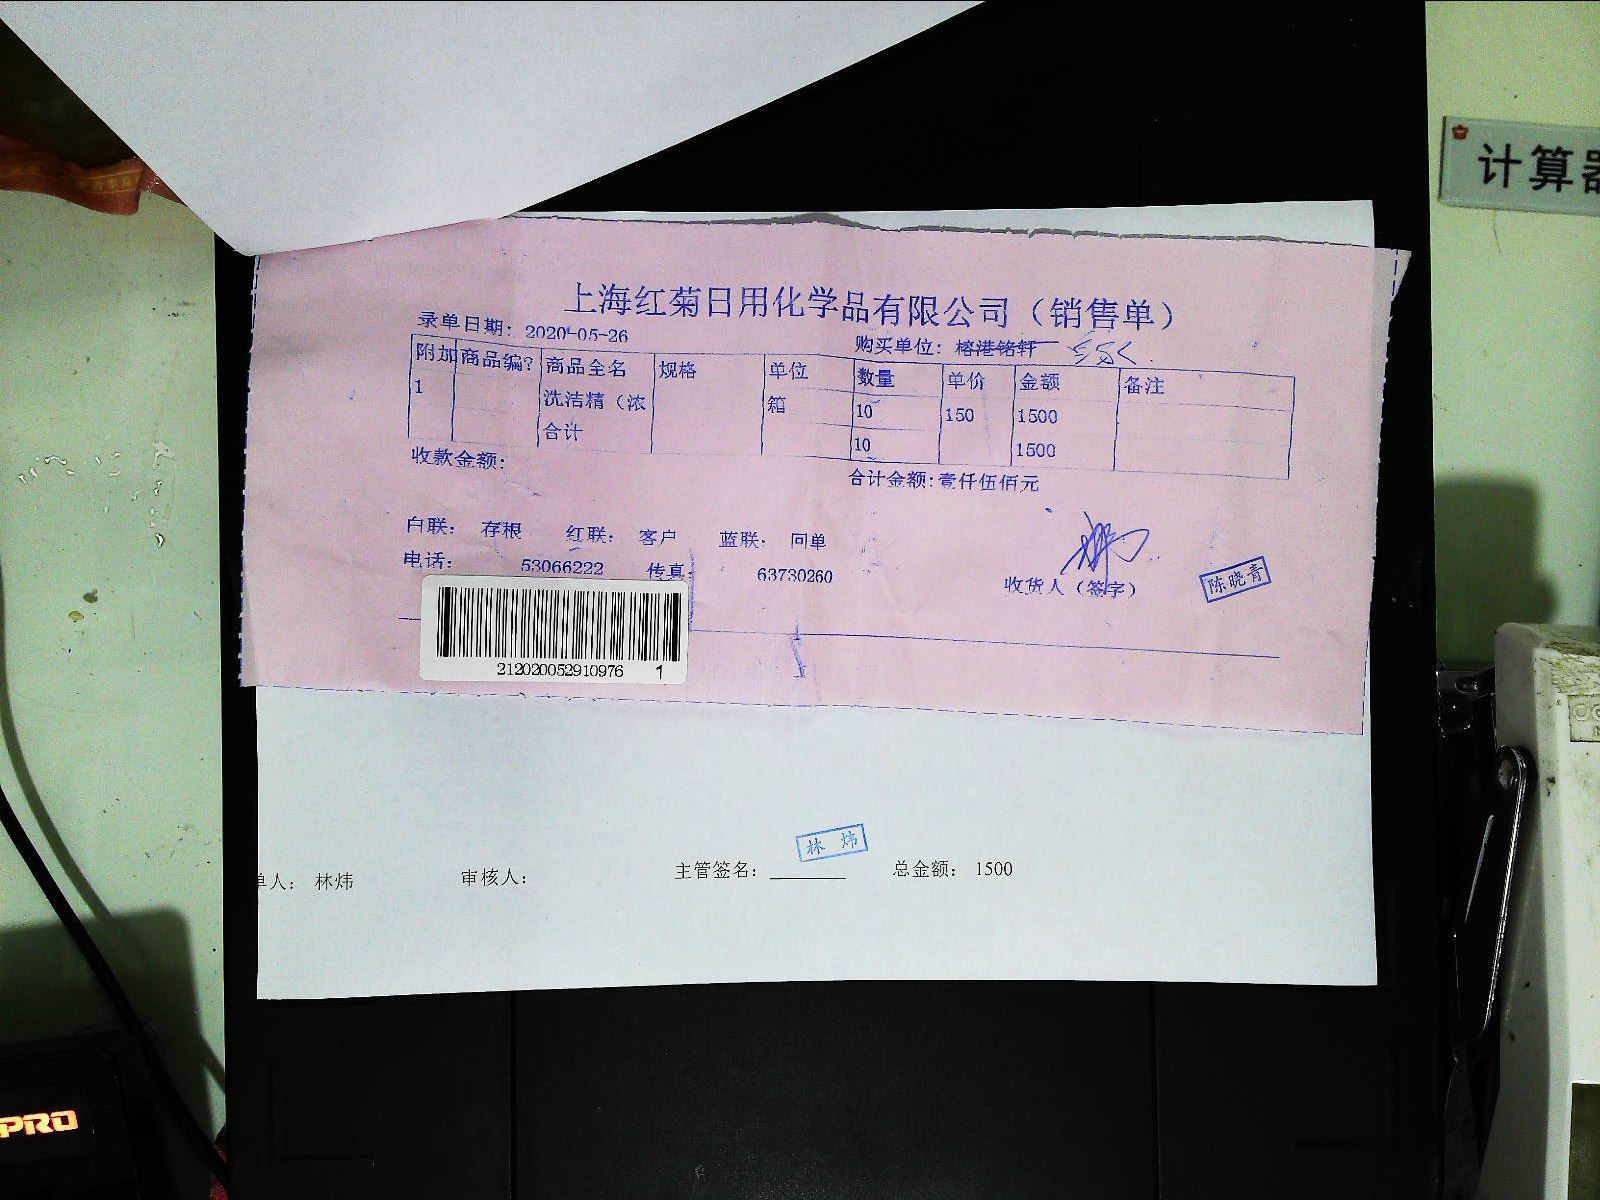 计算器
上海红菊日用化学品有限公司（销售单）
录单日期： 2020-05-26
购买单位： 榕港铭轩
附加 商品编? 商品全名 规格 单位 数量 单价 金额 备注
1 洗洁精（浓 箱 10 150 1500
合计 10 1500
收款金额:
合计金额:壹仟伍佰元
白联： 存根 红联： 客户 蓝联： 回单
电话： 53066222 传真: 63730260
收货人（签字）
陈晓青
212020052910976 1
林 炜
单人： 林炜 审核人： 主管签名： 总金额： 1500
PRO